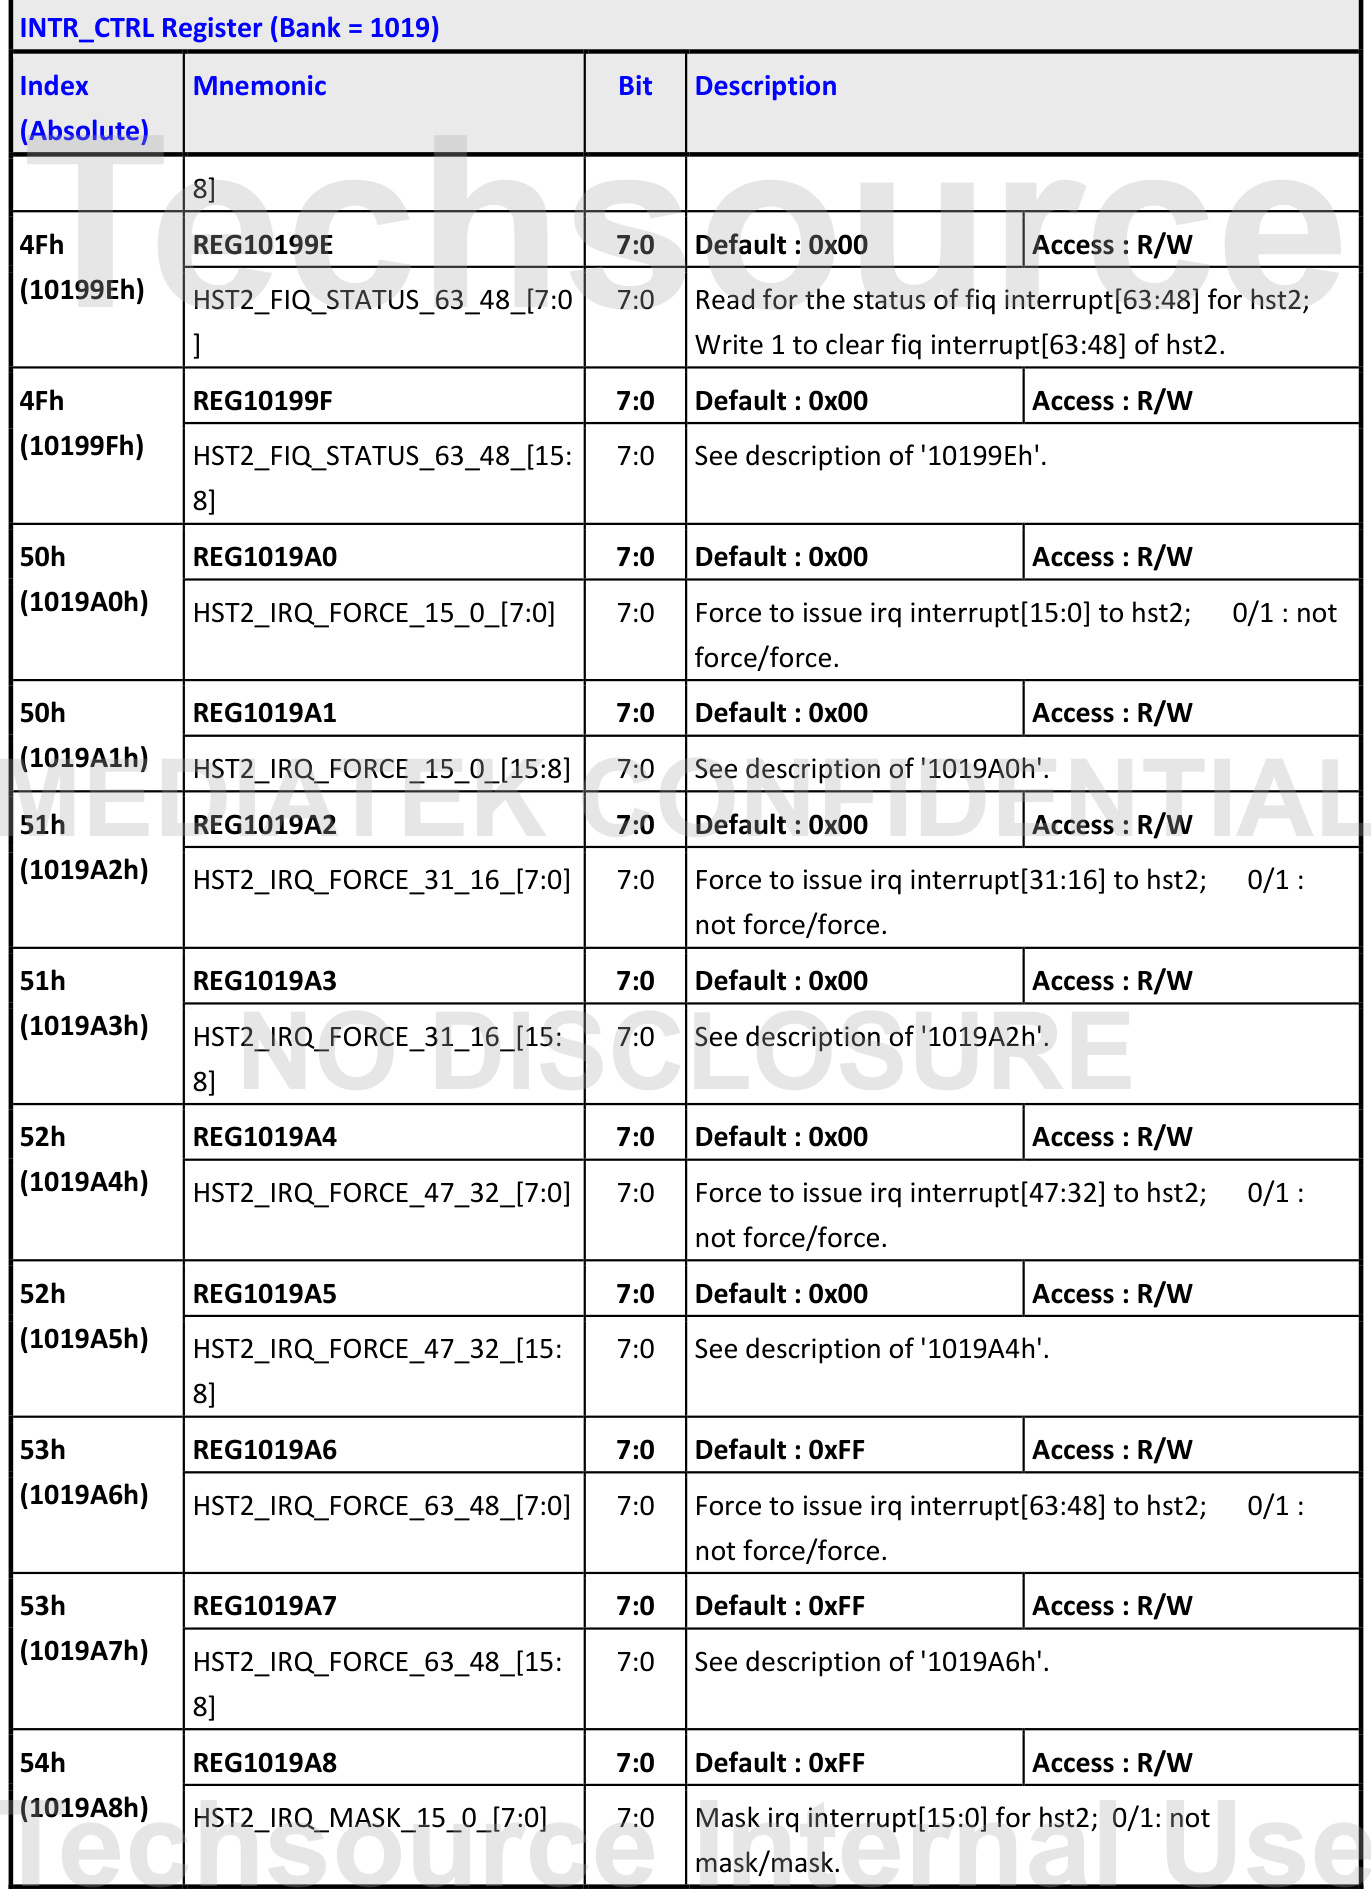 INTR_CTRL Register (Bank = 1019)
Index Mnemonic Bit Description
(Absolute)
8]
4Fh REG10199E 7:0 Default : 0x00 Access : R/W
(10199Eh) HST2_FIQ_STATUS_63_48_[7:0 7:0 Read for the status of fiq interrupt[63:48] for hst2;
] Write 1 to clear fiq interrupt[63:48] of hst2.
4Fh REG10199F 7:0 Default : 0x00 Access : R/W
(10199Fh) HST2_FIQ_STATUS_63_48_[15: 7:0 See description of '10199Eh'.
8]
50h REG1019A0 7:0 Default : 0x00 Access : R/W
(1019A0h) HST2_IRQ_FORCE_15_0_[7:0] 7:0 Force to issue irq interrupt[15:0] to hst2; 0/1 : not
force/force.
50h REG1019A1 7:0 Default : 0x00 Access : R/W
(1019A1h) HST2_IRQ_FORCE_15_0_[15:8] 7:0 See description of '1019A0h'.
51h REG1019A2 7:0 Default : 0x00 Access : R/W
(1019A2h) HST2_IRQ_FORCE_31_16_[7:0] 7:0 Force to issue irq interrupt[31:16] to hst2; 0/1 :
not force/force.
51h REG1019A3 7:0 Default : 0x00 Access : R/W
(1019A3h) HST2_IRQ_FORCE_31_16_[15: 7:0 See description of '1019A2h'.
8]
52h REG1019A4 7:0 Default : 0x00 Access : R/W
(1019A4h) HST2_IRQ_FORCE_47_32_[7:0] 7:0 Force to issue irq interrupt[47:32] to hst2; 0/1 :
not force/force.
52h REG1019A5 7:0 Default : 0x00 Access : R/W
(1019A5h) HST2_IRQ_FORCE_47_32_[15: 7:0 See description of '1019A4h'.
8]
53h REG1019A6 7:0 Default : 0xFF Access : R/W
(1019A6h) HST2_IRQ_FORCE_63_48_[7:0] 7:0 Force to issue irq interrupt[63:48] to hst2; 0/1 :
not force/force.
53h REG1019A7 7:0 Default : 0xFF Access : R/W
(1019A7h) HST2_IRQ_FORCE_63_48_[15: 7:0 See description of '1019A6h'.
8]
54h REG1019A8 7:0 Default : 0xFF Access : R/W
(1019A8h) HST2_IRQ_MASK_15_0_[7:0] 7:0 Mask irq interrupt[15:0] for hst2; 0/1: not
mask/mask.
Techsource
MEDIATEK CONFIDENTIAL
NO DISCLOSURE
Techsource Internal Use